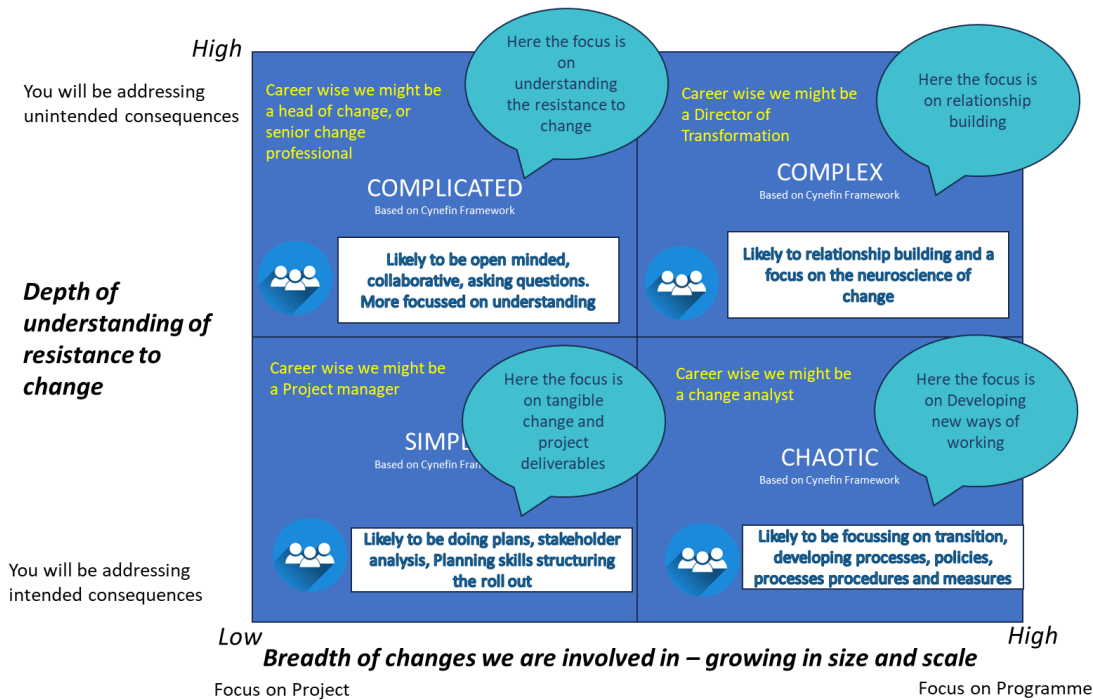 High
You will be addressing
unintended consequences
Career wise we might be
a head of change, or
senior change
professional
Here the focus is
on
understanding
the resistance to
change
COMPLICATED
Based on Cynefin Framework
Likely to be open minded,
collaborative, asking questions.
More focussed on understanding
Career wise we might be
a Director of
Transformation
Here the focus is
on relationship
building
COMPLEX
Based on Cynefin Framework
Likely to relationship building and a
focus on the neuroscience of
change
Depth of
understanding of
resistance to
change
Career wise we might be
a Project manager
Here the focus is
on tangible
change and
project
deliverables
SIMPL
Based on Cynefin Fram
Likely to be doing plans, stakeholder
analysis, Planning skills structuring
the roll out
Career wise we might be
a change analyst
Here the focus is
on Developing
new ways of
working
CHAOTIC
Based on Cynefin Framework
Likely to be focussing on transition,
developing processes, policies,
processes procedures and measures
You will be addressing
intended consequences
Low
High
Breadth of changes we are involved in – growing in size and scale
Focus on Project
Focus on Programme